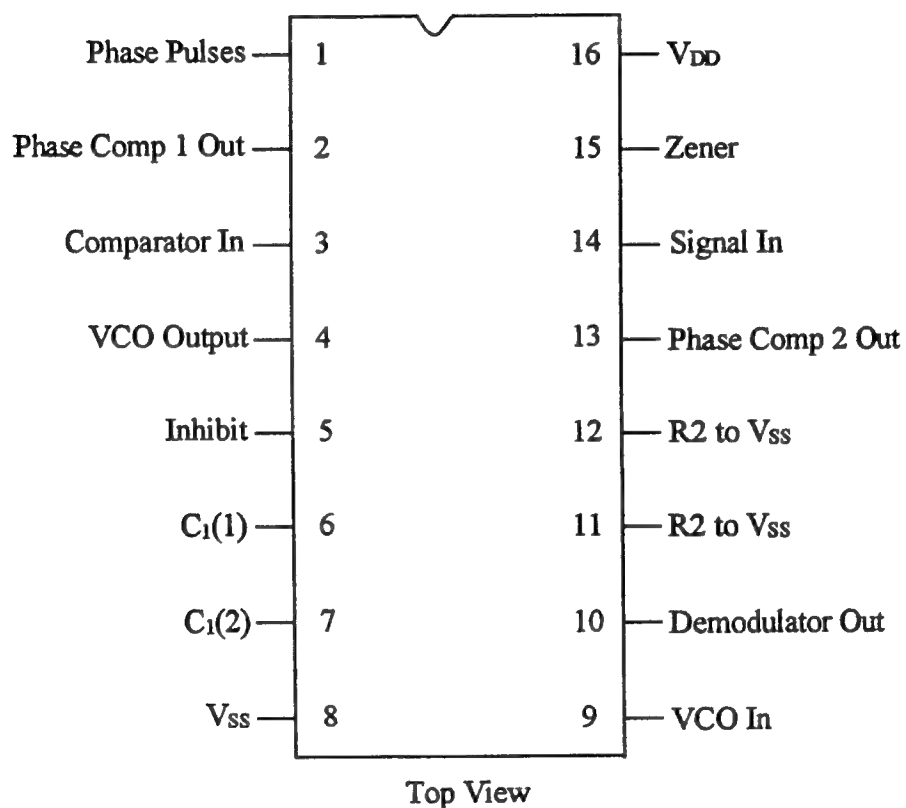 Phase Pulses 1 16 VDD
Phase Comp 1 Out 2 15 Zener
Comparator In 3 14 Signal In
VCO Output 4 13 Phase Comp 2 Out
Inhibit 5 12 R2 to VSS
C1(1) 6 11 R2 to VSS
C1(2) 7 10 Demodulator Out
VSS 8 9 VCO In
Top View